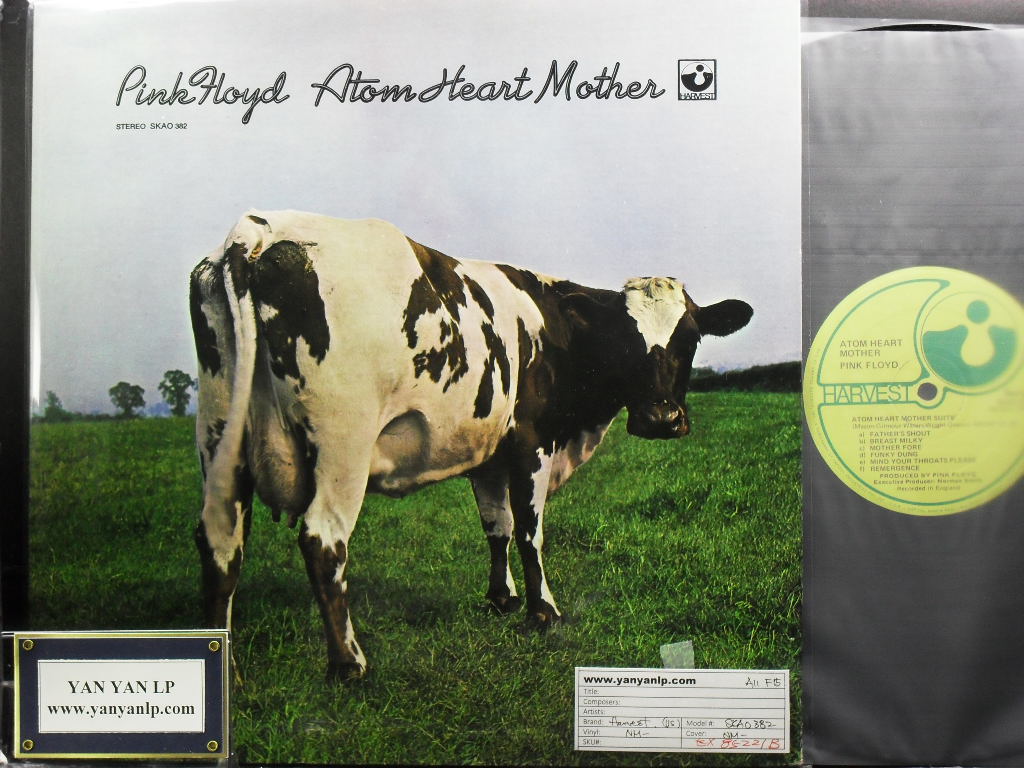 Pink Floyd Atom Heart Mother
HARVEST
STEREO SKAO 382
ATOM HEART
MOTHER
PINK FLOYD
HARVEST
ATOM HEART MOTHER SUITE
a) FATHER'S SHOUT
b) BREAST MILKY
c) MOTHER FORE
d) FUNKY DUNG
e) MIND YOUR THROATS PLEASE
f) REMERGENCE
PRODUCED BY PINK FLOYD
Executive Producer: Norman Smith
Recorded in England
YAN YAN LP
www.yanyanlp.com
www.yanyanlp.com
Title:
Composers:
Artists:
Brand: Harvest (US) Model #: SKAO 382
Vinyl: NM- Cover: NM-
SKU#: